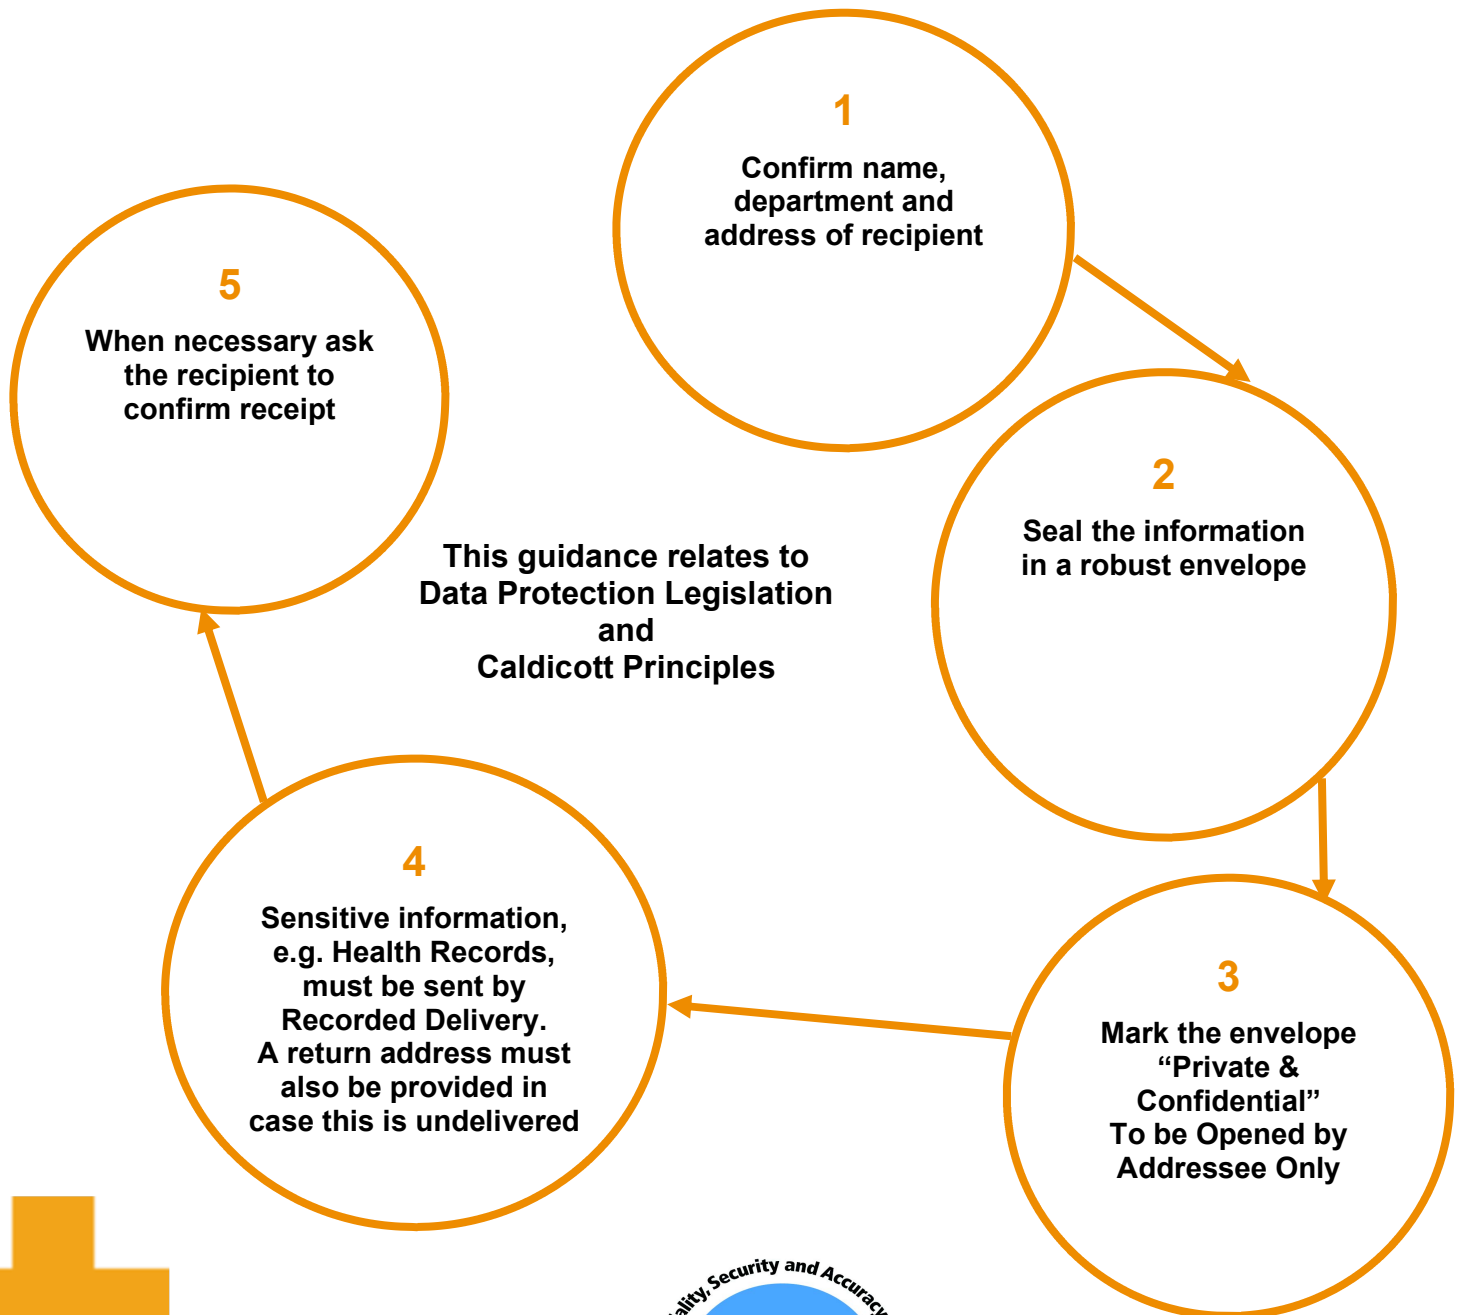 1
Confirm name,
department and
address of recipient
2
Seal the information
in a robust envelope
3
Mark the envelope
“Private &
Confidential”
To be Opened by
Addressee Only
4
Sensitive information,
e.g. Health Records,
must be sent by
Recorded Delivery.
A return address must
also be provided in
case this is undelivered
5
When necessary ask
the recipient to
confirm receipt
This guidance relates to
Data Protection Legislation
and
Caldicott Principles
Security and Accuracy